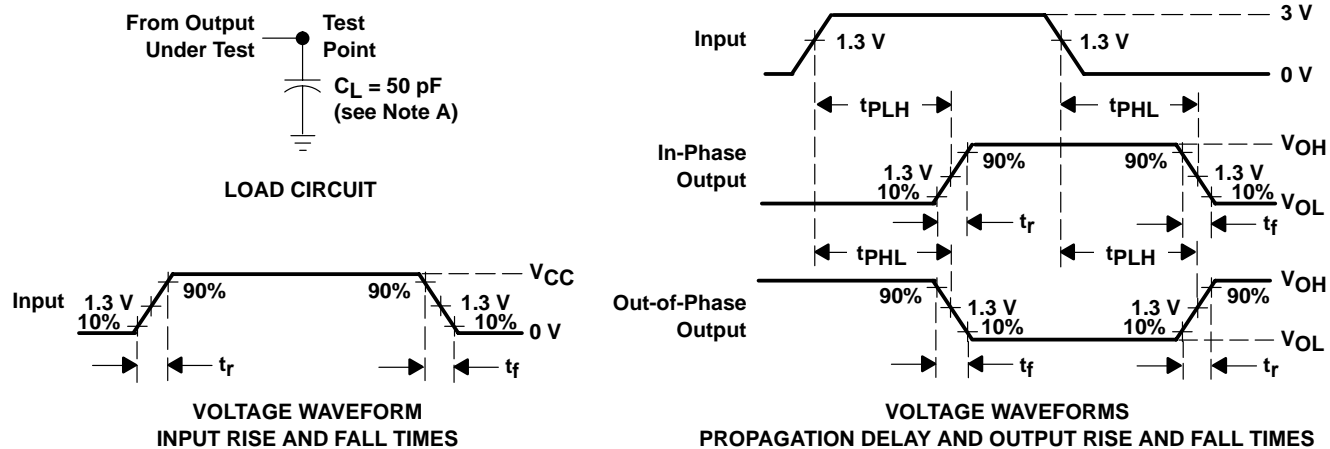 From Output
Under Test
Test
Point
CL = 50 pF
(see Note A)
LOAD CIRCUIT
Input
1.3 V
10%
90%
90%
1.3 V
10%
VCC
0 V
tr
tf
VOLTAGE WAVEFORM
INPUT RISE AND FALL TIMES
Input
1.3 V
1.3 V
3 V
0 V
tPLH
tPHL
In-Phase
Output
90%
90%
1.3 V
1.3 V
10%
10%
VOH
VOL
tr
tf
tPHL
tPLH
Out-of-Phase
Output
90%
90%
1.3 V
1.3 V
10%
10%
VOH
VOL
tf
tr
VOLTAGE WAVEFORMS
PROPAGATION DELAY AND OUTPUT RISE AND FALL TIMES